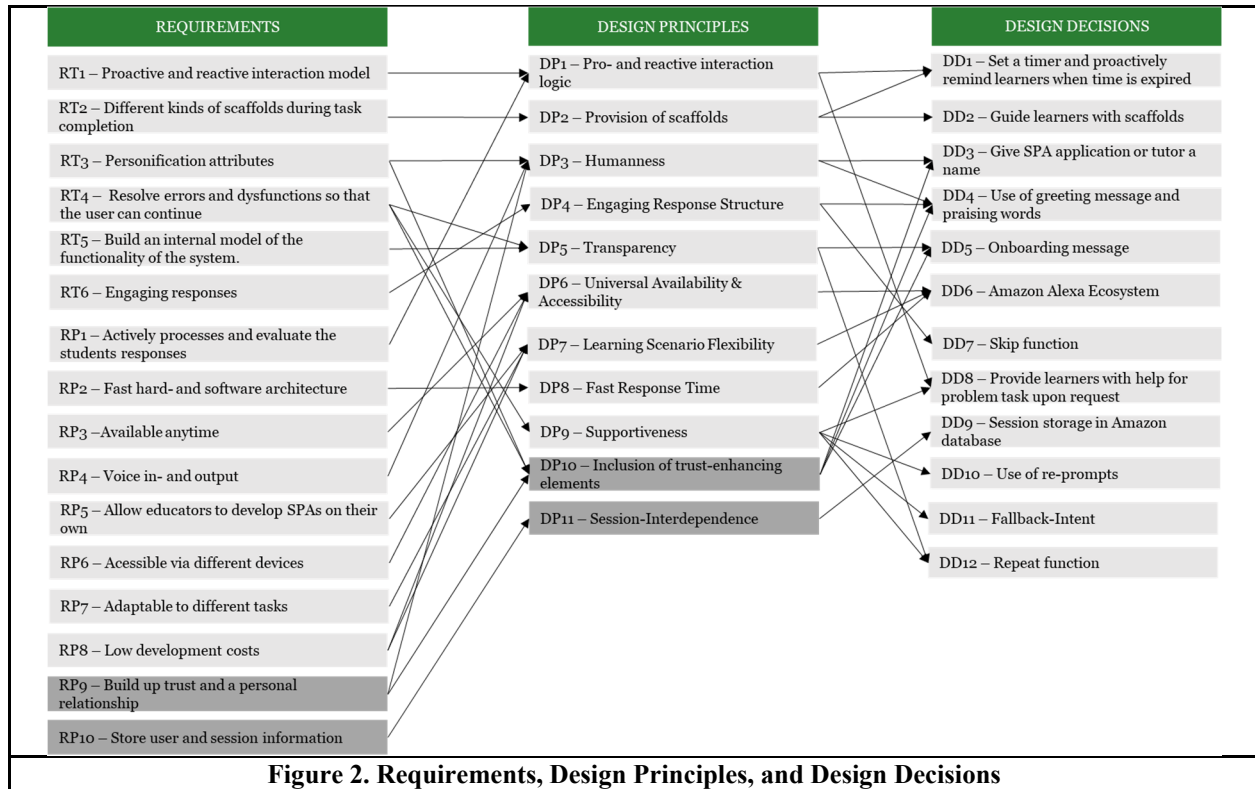 REQUIREMENTS
RT1 – Proactive and reactive interaction model
RT2 – Different kinds of scaffolds during task
completion
RT3 – Personification attributes
RT4 – Resolve errors and dysfunctions so that
the user can continue
RT5 – Build an internal model of the
functionality of the system.
RT6 – Engaging responses
RP1 – Actively processes and evaluate the
students responses
RP2 – Fast hard- and software architecture
RP3 –Available anytime
RP4 – Voice in- and output
RP5 – Allow educators to develop SPAs on their
own
RP6 – Acessible via different devices
RP7 – Adaptable to different tasks
RP8 – Low development costs
RP9 – Build up trust and a personal
relationship
RP10 – Store user and session information
DESIGN PRINCIPLES
DP1 – Pro- and reactive interaction
logic
DP2 – Provision of scaffolds
DP3 – Humanness
DP4 – Engaging Response Structure
DP5 – Transparency
DP6 – Universal Availability &
Accessibility
DP7 – Learning Scenario Flexibility
DP8 – Fast Response Time
DP9 – Supportiveness
DP10 – Inclusion of trust-enhancing
elements
DP11 – Session-Interdependence
DESIGN DECISIONS
DD1 – Set a timer and proactively
remind learners when time is expired
DD2 – Guide learners with scaffolds
DD3 – Give SPA application or tutor a
name
DD4 – Use of greeting message and
praising words
DD5 – Onboarding message
DD6 – Amazon Alexa Ecosystem
DD7 – Skip function
DD8 – Provide learners with help for
problem task upon request
DD9 – Session storage in Amazon
database
DD10 – Use of re-prompts
DD11 – Fallback-Intent
DD12 – Repeat function
Figure 2. Requirements, Design Principles, and Design Decisions